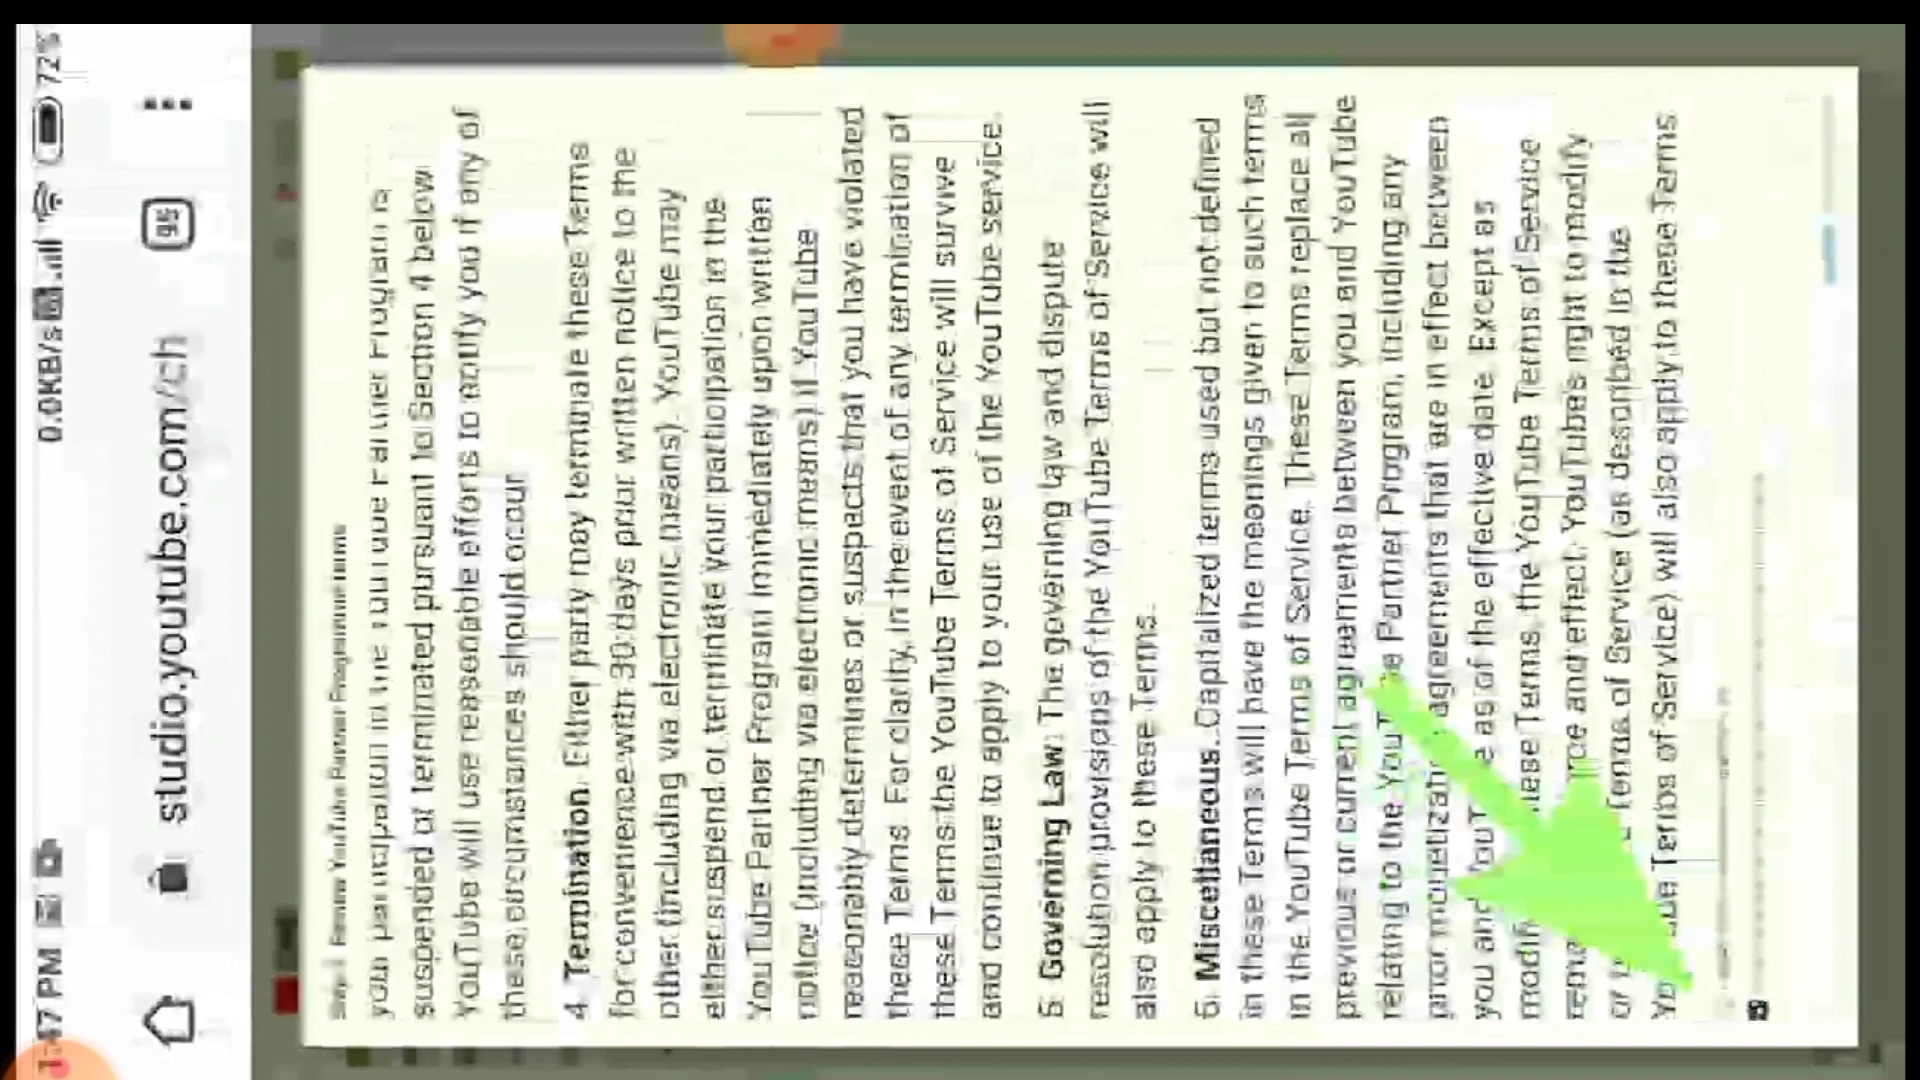 1:47 PM
0.0KB/s
72%
studio.youtube.com/ch
95
Step 1 Review YouTube Partner Programme terms
your participation in the YouTube Partner Program is
suspended or terminated pursuant to Section 4 below
YouTube will use reasonable efforts to notify you if any of
these circumstances should occur
4. Termination. Either party may terminate these Terms
for convenience with 30 days prior written notice to the
other (including via electronic means). YouTube may
either suspend or terminate your participation in the
YouTube Partner Program immediately upon written
notice (including via electronic means) if YouTube
reasonably determines or suspects that you have violated
these Terms. For clarity, in the event of any termination of
these Terms the YouTube Terms of Service will survive
and continue to apply to your use of the YouTube service.
5. Governing Law. The governing law and dispute
resolution provisions of the YouTube Terms of Service will
also apply to these Terms.
6. Miscellaneous. Capitalized terms used but not defined
in these Terms will have the meanings given to such terms
in the YouTube Terms of Service. These Terms replace all
previous or current agreements between you and YouTube
relating to the Partner Program, including any
prior agreements that are in effect between
you and as of the effective date. Except as
Terms, the YouTube Terms of Service
and effect. YouTube's right to modify
Terms of Service (as described in the
Terms of Service) will also apply to these Terms